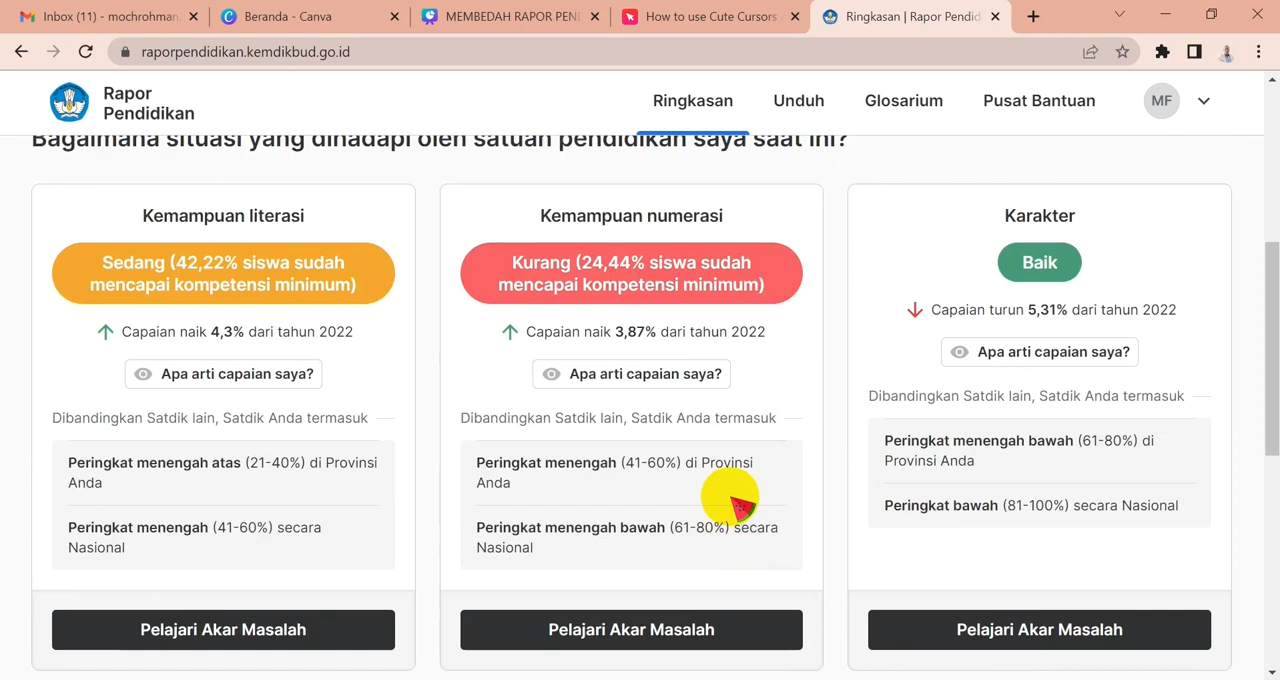 Inbox (11) - mochrohman.
Beranda - Canva
MEMBEDAH RAPOR PEN
How to use Cute Cursors
Ringkasan | Rapor Pendid
raporpendidikan.kemdikbud.go.id
Rapor
Pendidikan
Ringkasan
Unduh
Glosarium
Pusat Bantuan
MF
Bagaimana situasi yang dihadapi oleh satuan pendidikan saya saat ini?
Kemampuan literasi
Sedang (42,22% siswa sudah
mencapai kompetensi minimum)
Capaian naik 4,3% dari tahun 2022
Apa arti capaian saya?
Dibandingkan Satdik lain, Satdik Anda termasuk
Peringkat menengah atas (21-40%) di Provinsi
Anda
Peringkat menengah (41-60%) secara
Nasional
Pelajari Akar Masalah
Kemampuan numerasi
Kurang (24,44% siswa sudah
mencapai kompetensi minimum)
Capaian naik 3,87% dari tahun 2022
Apa arti capaian saya?
Dibandingkan Satdik lain, Satdik Anda termasuk
Peringkat menengah (41-60%) di Provinsi
Anda
Peringkat menengah bawah (61-80%) secara
Nasional
Pelajari Akar Masalah
Karakter
Baik
Capaian turun 5,31% dari tahun 2022
Apa arti capaian saya?
Dibandingkan Satdik lain, Satdik Anda termasuk
Peringkat menengah bawah (61-80%) di
Provinsi Anda
Peringkat bawah (81-100%) secara Nasional
Pelajari Akar Masalah